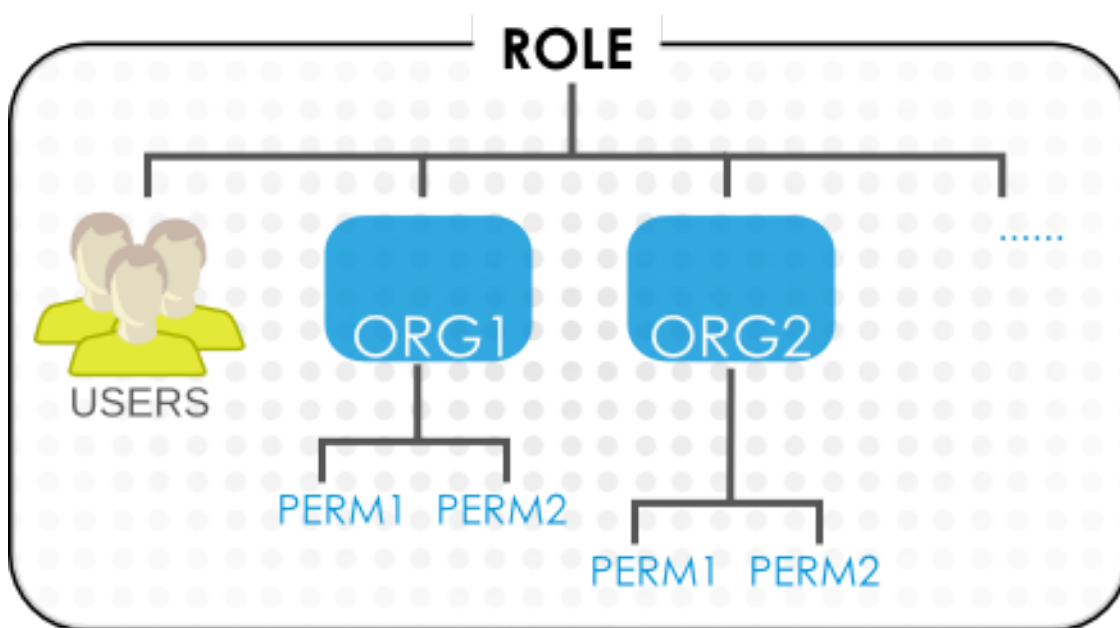 ROLE
......
ORG1
ORG2
USERS
PERM1 PERM2
PERM1 PERM2